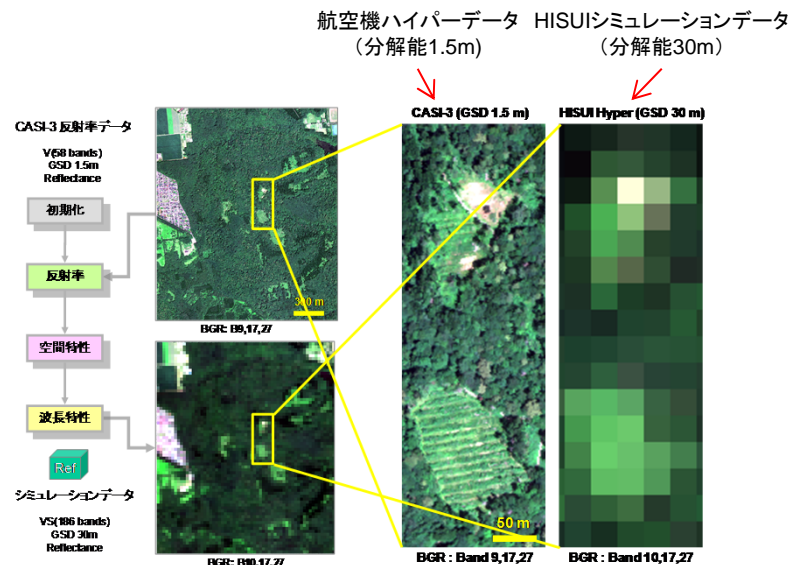 航空機ハイパーデータ
（分解能1.5m)
HISUIシミュレーションデータ
（分解能30m）
CASI-3 反射率データ
V(58 bands)
GSD 1.5m
Reflectance
初期化
反射率
空間特性
波長特性
Ref
シミュレーションデータ
VS(186 bands)
GSD 30m
Reflectance
300 m
BGR: B9,17,27
BGR: B10,17,27
CASI-3 (GSD 1.5 m)
50 m
BGR : Band 9,17,27
HISUI Hyper (GSD 30 m)
BGR : Band 10,17,27